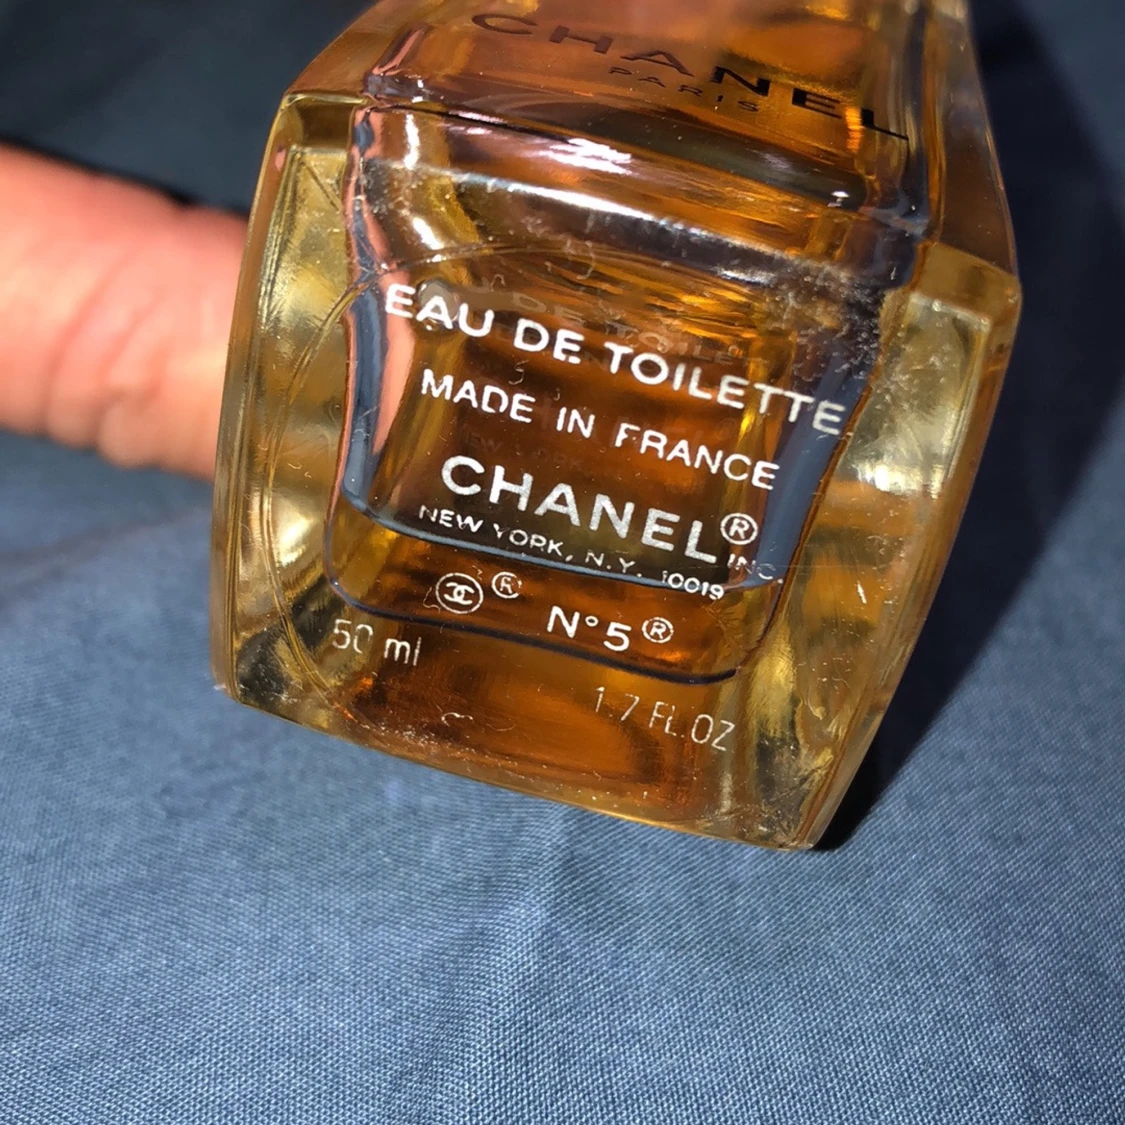 CHANEL
PARIS
EAU DE TOILETTE
MADE IN FRANCE
CHANEL®
INC.
NEW YORK, N.Y. 10019
® N°5®
50 ml
1.7 FL.OZ